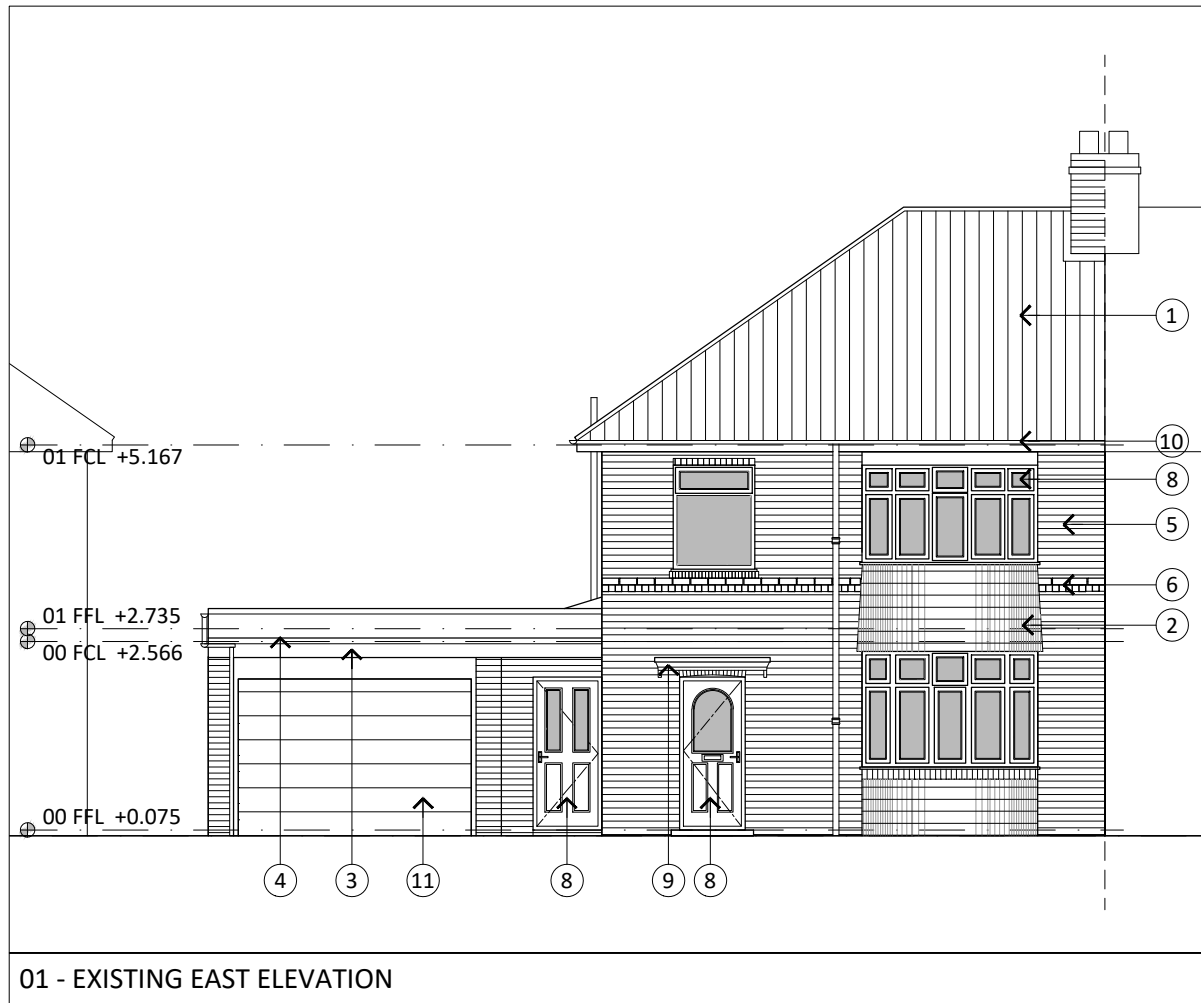 1
10
01 FCL +5.167
8
5
6
01 FFL +2.735
2
00 FCL +2.566
00 FFL +0.075
4 3 11 8 9 8
01 - EXISTING EAST ELEVATION